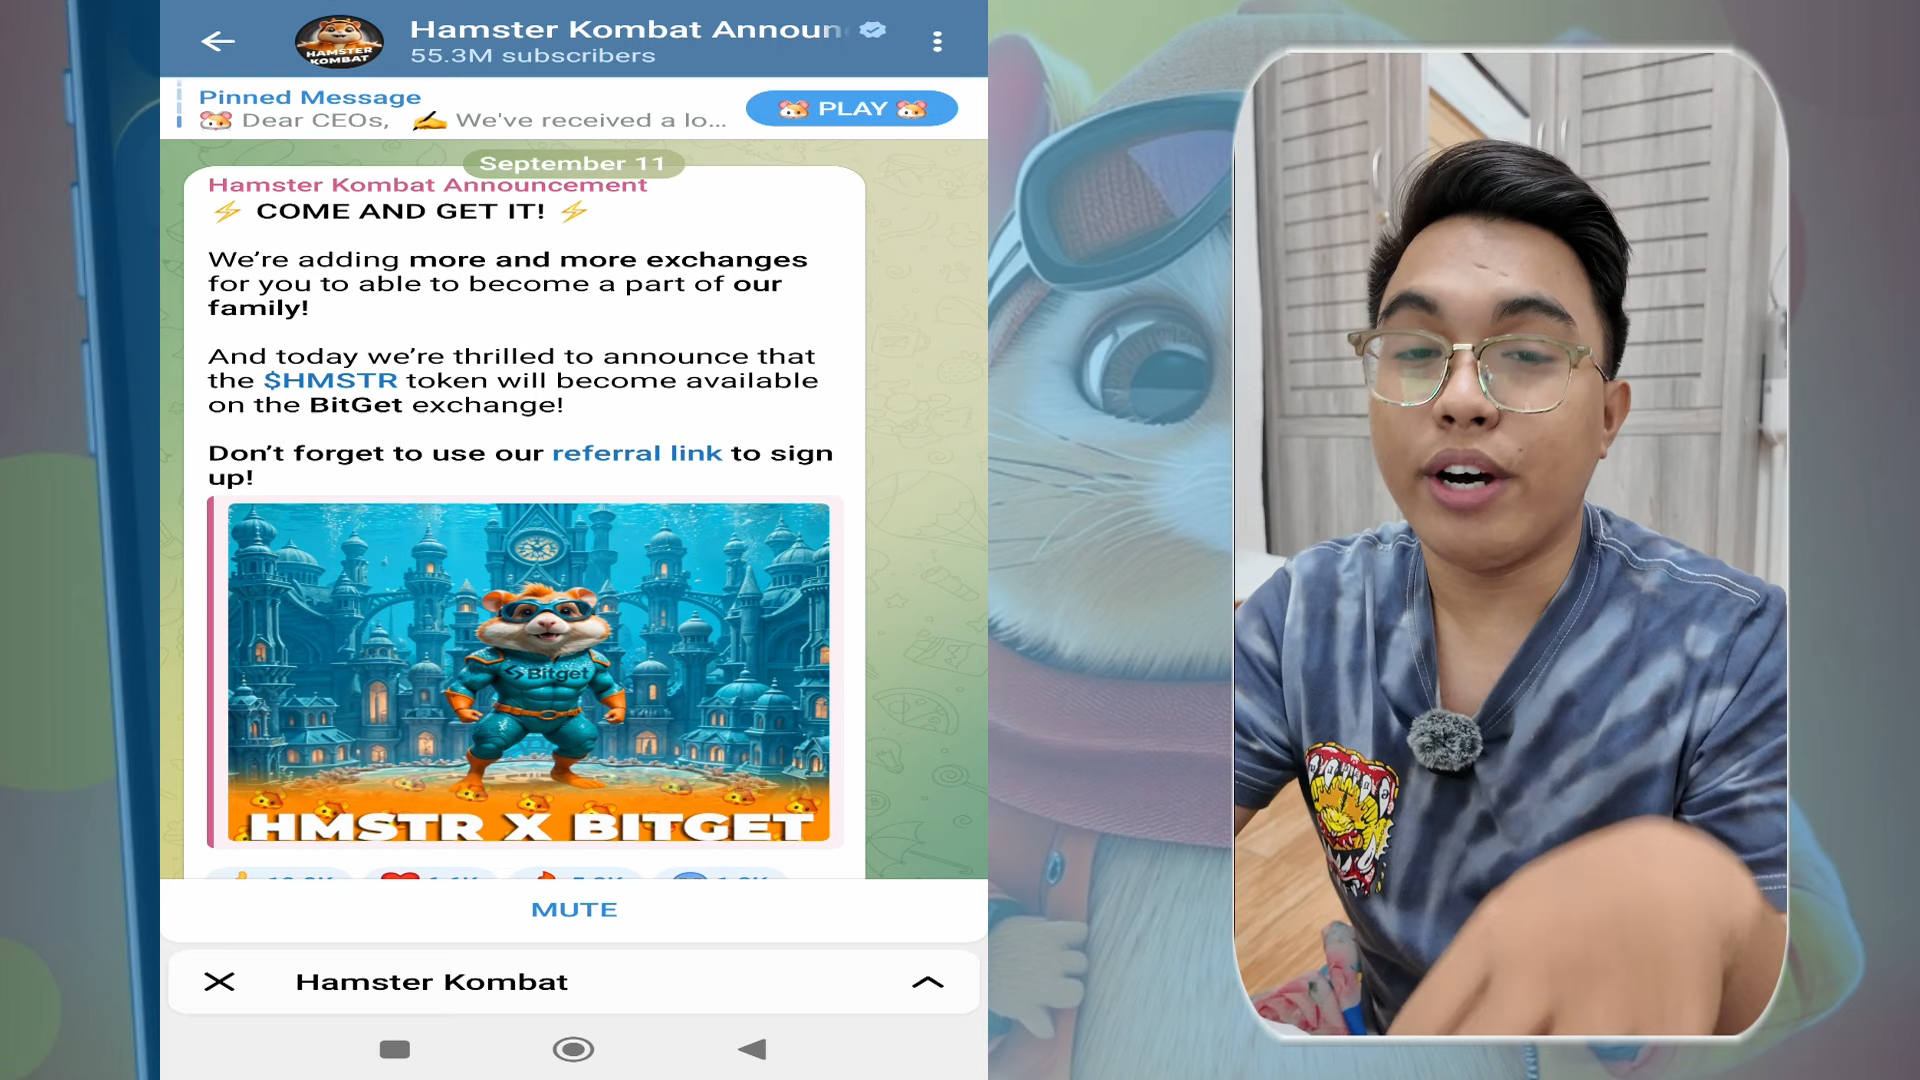 Hamster Kombat Announ
55.3M subscribers
Pinned Message
Dear CEOs, ✍️ We've received a lo...
🐹 PLAY 🐹
September 11
Hamster Kombat Announcement
⚡ COME AND GET IT! ⚡
We're adding more and more exchanges
for you to able to become a part of our
family!
And today we're thrilled to announce that
the $HMSTR token will become available
on the BitGet exchange!
Don't forget to use our referral link to sign
up!
Bitget
HMSTR X BITGET
MUTE
Hamster Kombat
HAMSTER
KOMBAT